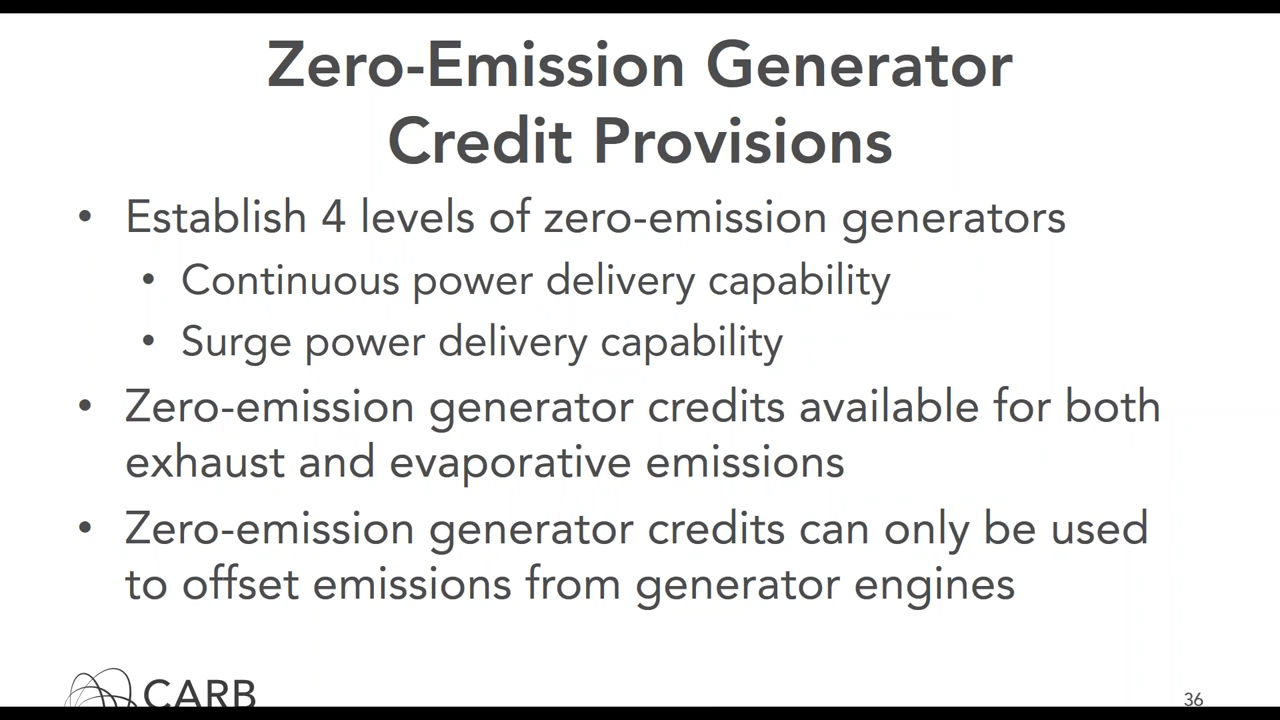 Zero-Emission Generator
Credit Provisions
• Establish 4 levels of zero-emission generators
• Continuous power delivery capability
• Surge power delivery capability
• Zero-emission generator credits available for both
exhaust and evaporative emissions
• Zero-emission generator credits can only be used
to offset emissions from generator engines
CARB
36